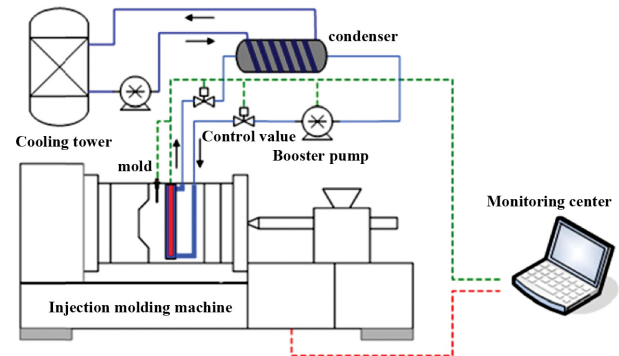 condenser
Cooling tower
Control value
Booster pump
mold
Monitoring center
Injection molding machine